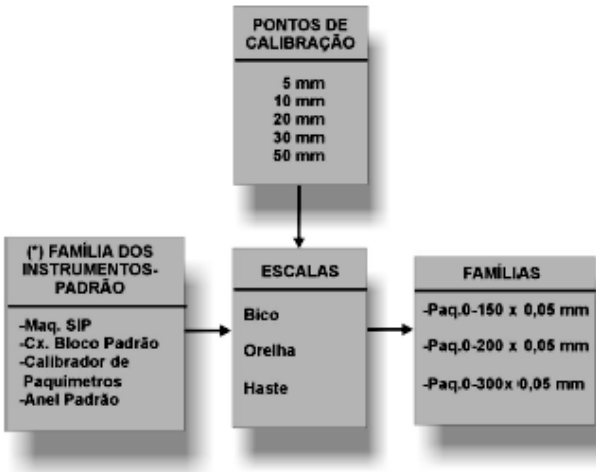 PONTOS DE
CALIBRAÇÃO
5 mm
10 mm
20 mm
30 mm
50 mm
(*) FAMÍLIA DOS
INSTRUMENTOS-
PADRÃO
-Maq. SIP
-Cx. Bloco Padrão
-Calibrador de
Paquimetros
-Anel Padrão
ESCALAS
Bico
Orelha
Haste
FAMÍLIAS
-Paq.0-150 x 0,05 mm
-Paq.0-200 x 0,05 mm
-Paq.0-300x 0,05 mm